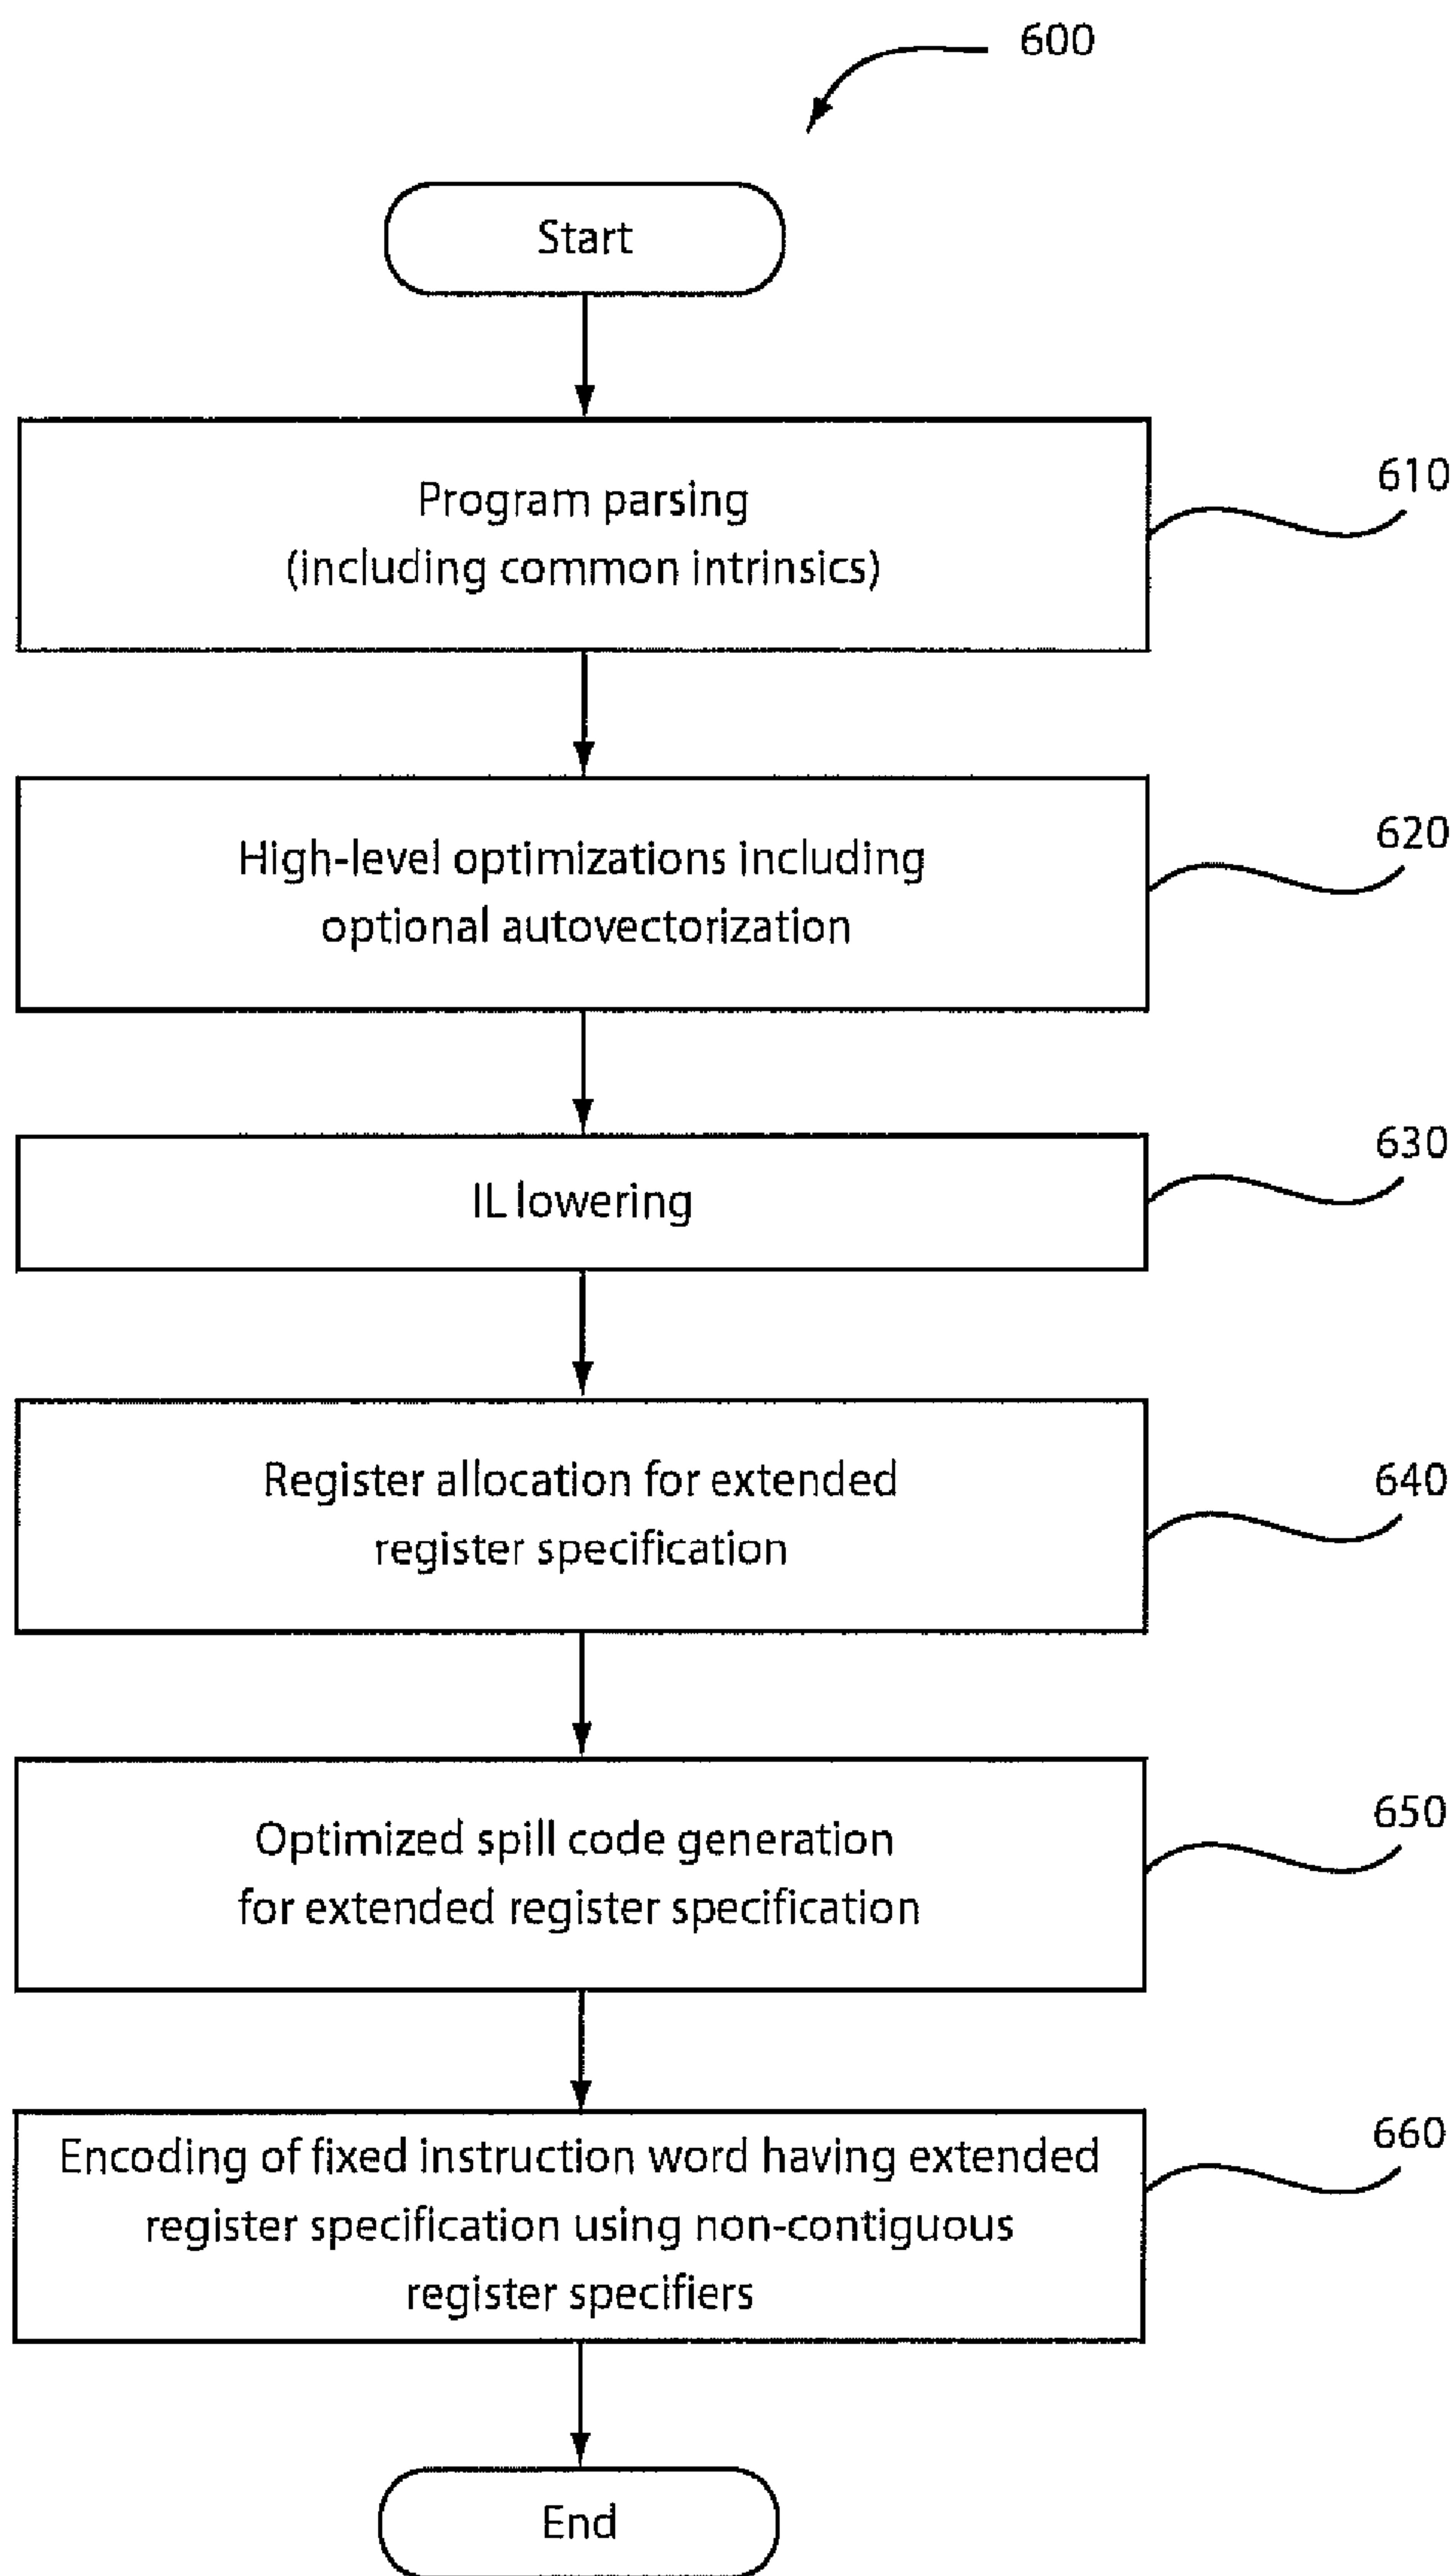 600
Start
Program parsing
(including common intrinsics)
610
High-level optimizations including
optional autovectorization
620
IL lowering
630
Register allocation for extended
register specification
640
Optimized spill code generation
for extended register specification
650
Encoding of fixed instruction word having extended
register specification using non-contiguous
register specifiers
660
End